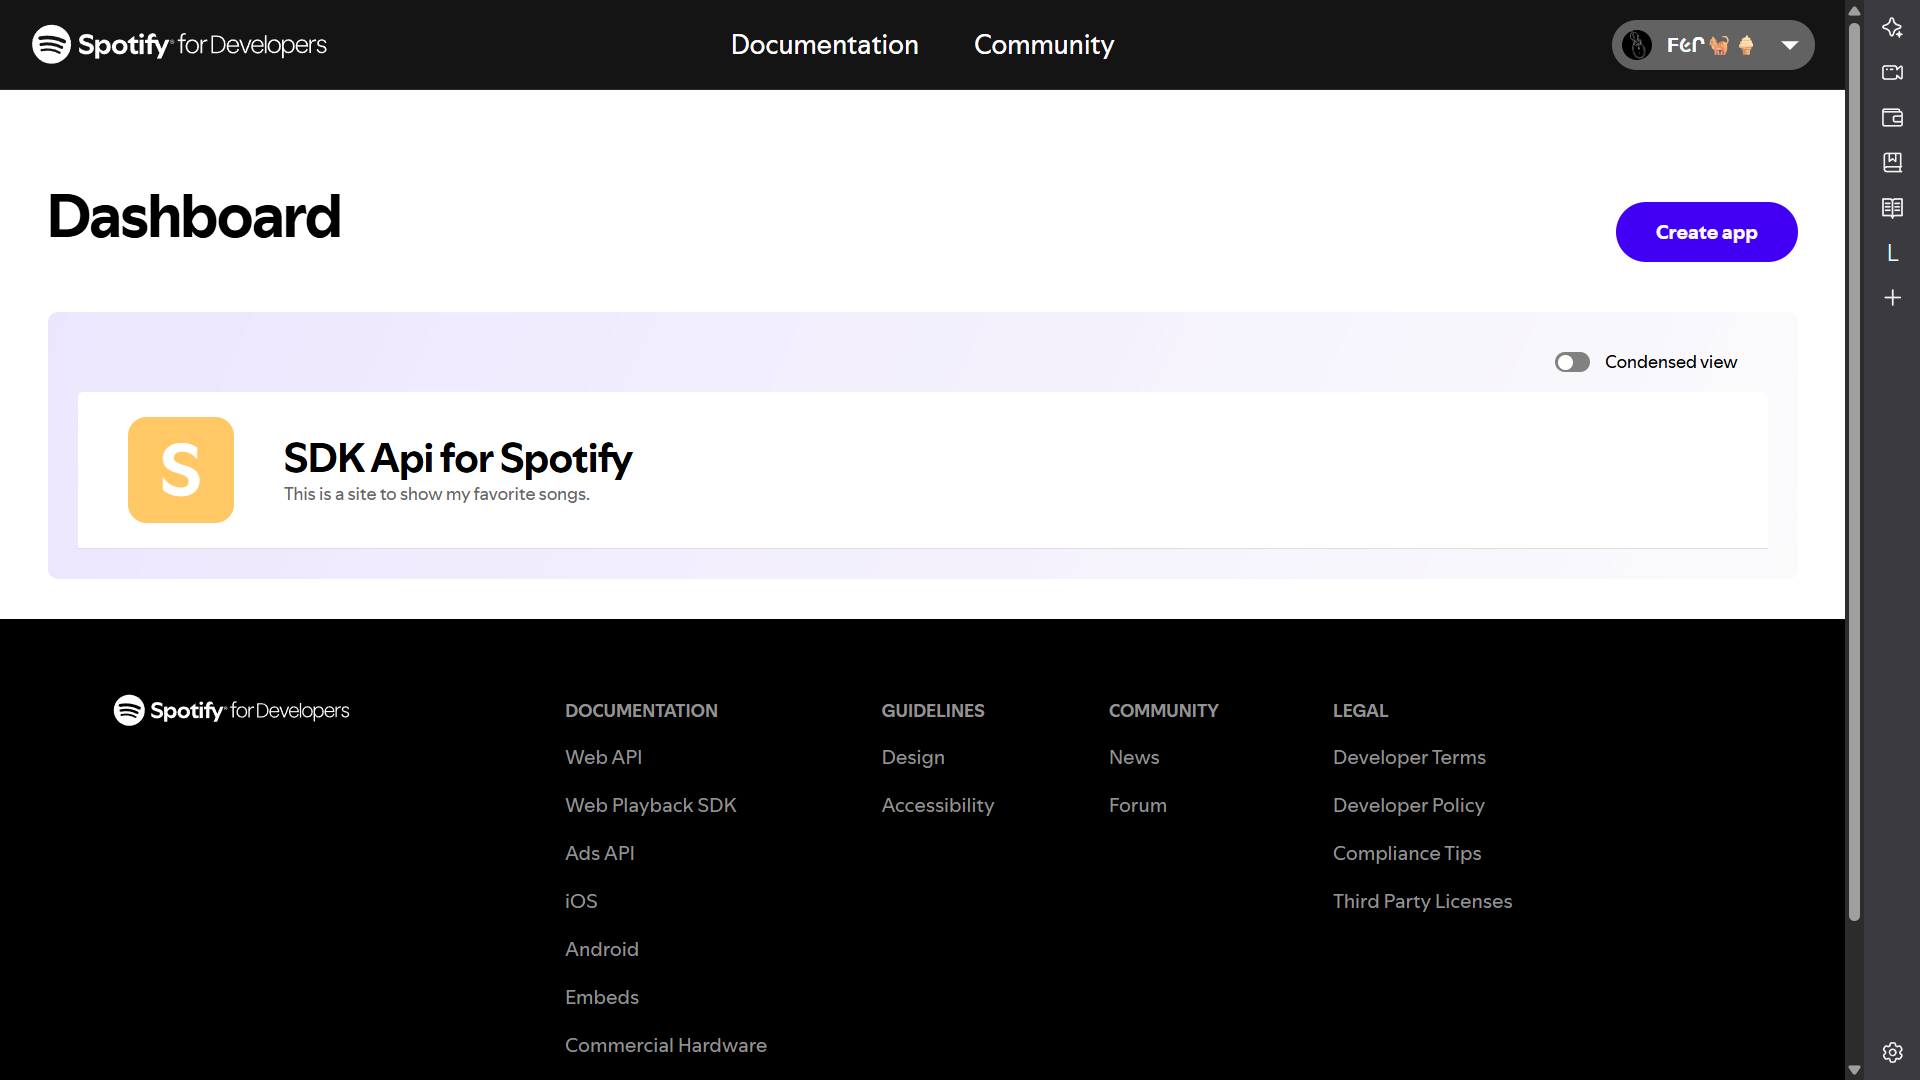 Spotify for Developers
Documentation
Community
Dashboard
Create app
Condensed view
S
SDK Api for Spotify
This is a site to show my favorite songs.
Spotify for Developers
DOCUMENTATION
Web API
Web Playback SDK
Ads API
iOS
Android
Embeds
Commercial Hardware
GUIDELINES
Design
Accessibility
COMMUNITY
News
Forum
LEGAL
Developer Terms
Developer Policy
Compliance Tips
Third Party Licenses
L